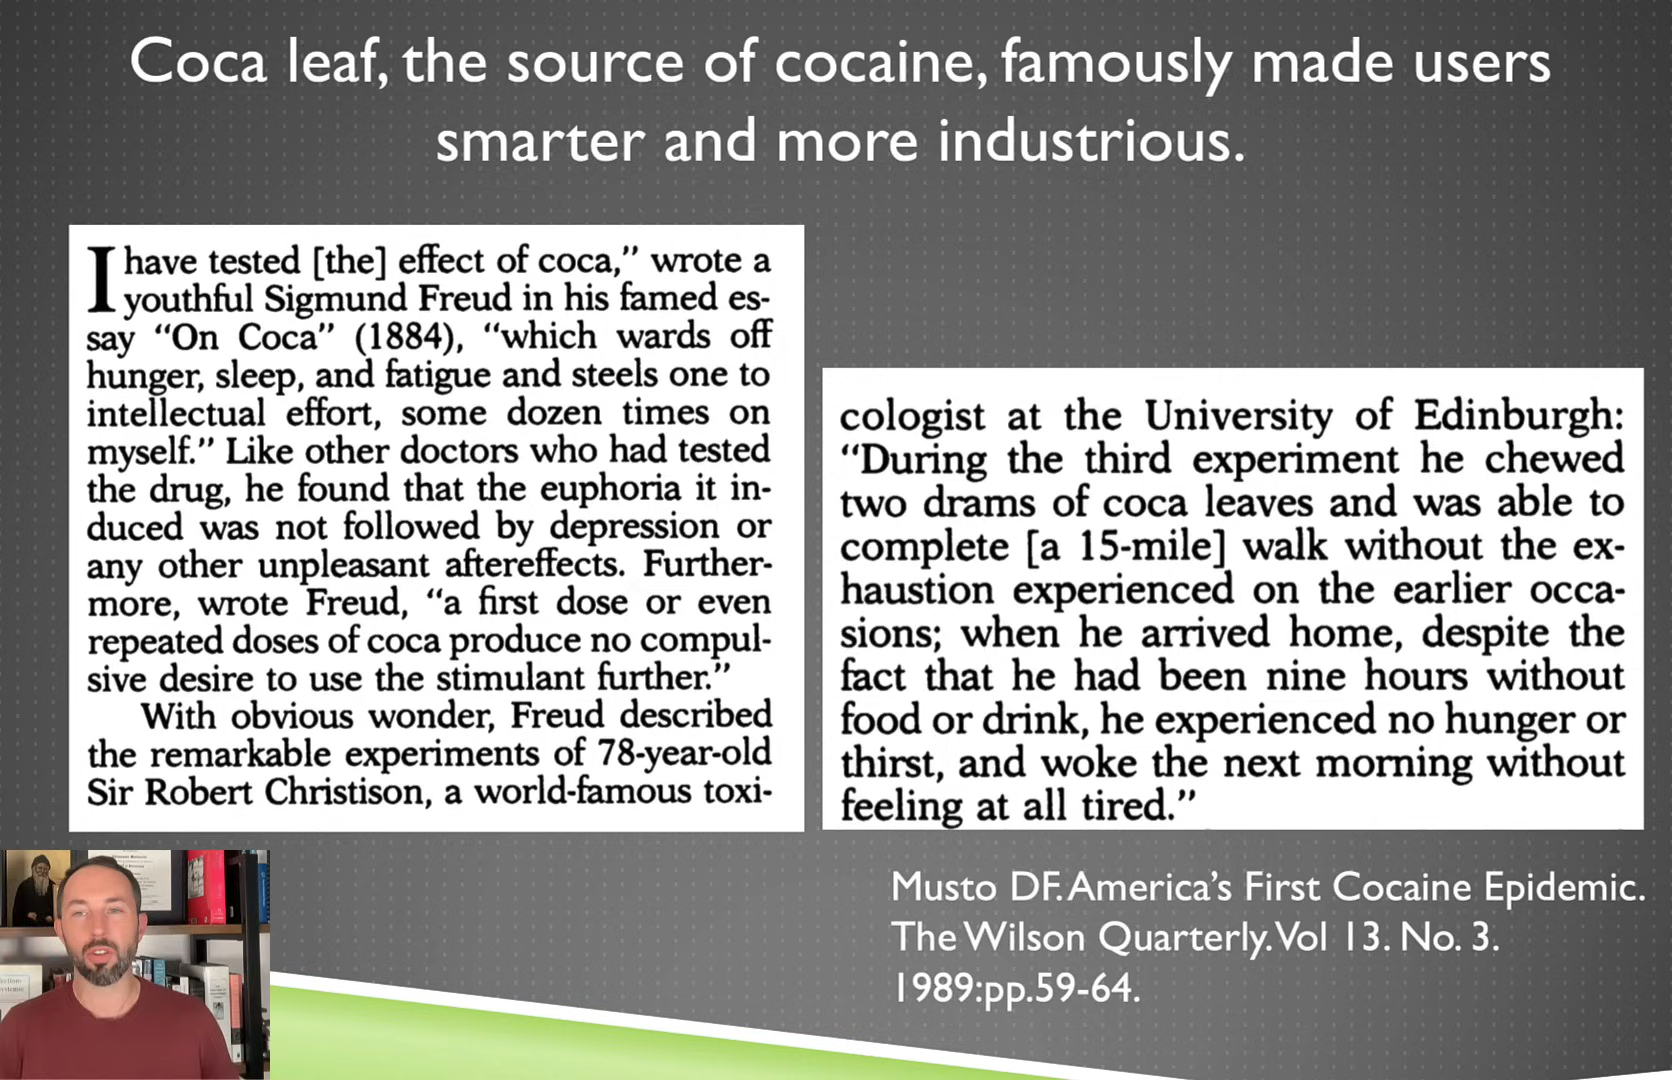 Coca leaf, the source of cocaine, famously made users
smarter and more industrious.
I have tested [the] effect of coca,” wrote a
youthful Sigmund Freud in his famed es-
say “On Coca” (1884), “which wards off
hunger, sleep, and fatigue and steels one to
intellectual effort, some dozen times on
myself.” Like other doctors who had tested
the drug, he found that the euphoria it in-
duced was not followed by depression or
any other unpleasant aftereffects. Further-
more, wrote Freud, “a first dose or even
repeated doses of coca produce no compul-
sive desire to use the stimulant further.”
With obvious wonder, Freud described
the remarkable experiments of 78-year-old
Sir Robert Christison, a world-famous toxi-
cologist at the University of Edinburgh:
“During the third experiment he chewed
two drams of coca leaves and was able to
complete [a 15-mile] walk without the ex-
haustion experienced on the earlier occa-
sions; when he arrived home, despite the
fact that he had been nine hours without
food or drink, he experienced no hunger or
thirst, and woke the next morning without
feeling at all tired.”
Musto DF. America’s First Cocaine Epidemic.
The Wilson Quarterly. Vol 13. No. 3.
1989:pp.59-64.